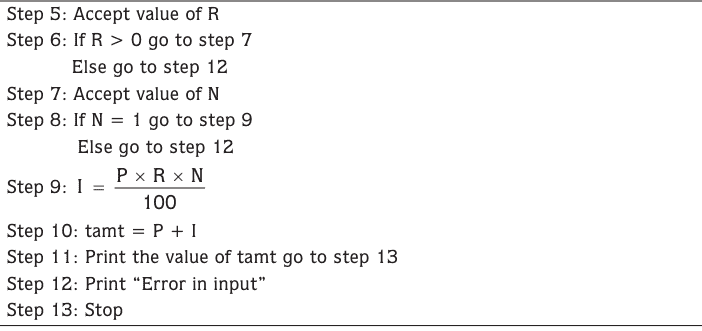 Step 5: Accept value of R
Step 6: If R > 0 go to step 7
Else go to step 12
Step 7: Accept value of N
Step 8: If N = 1 go to step 9
Else go to step 12
Step 9: I = P × R × N / 100
Step 10: tamt = P + I
Step 11: Print the value of tamt go to step 13
Step 12: Print “Error in input”
Step 13: Stop